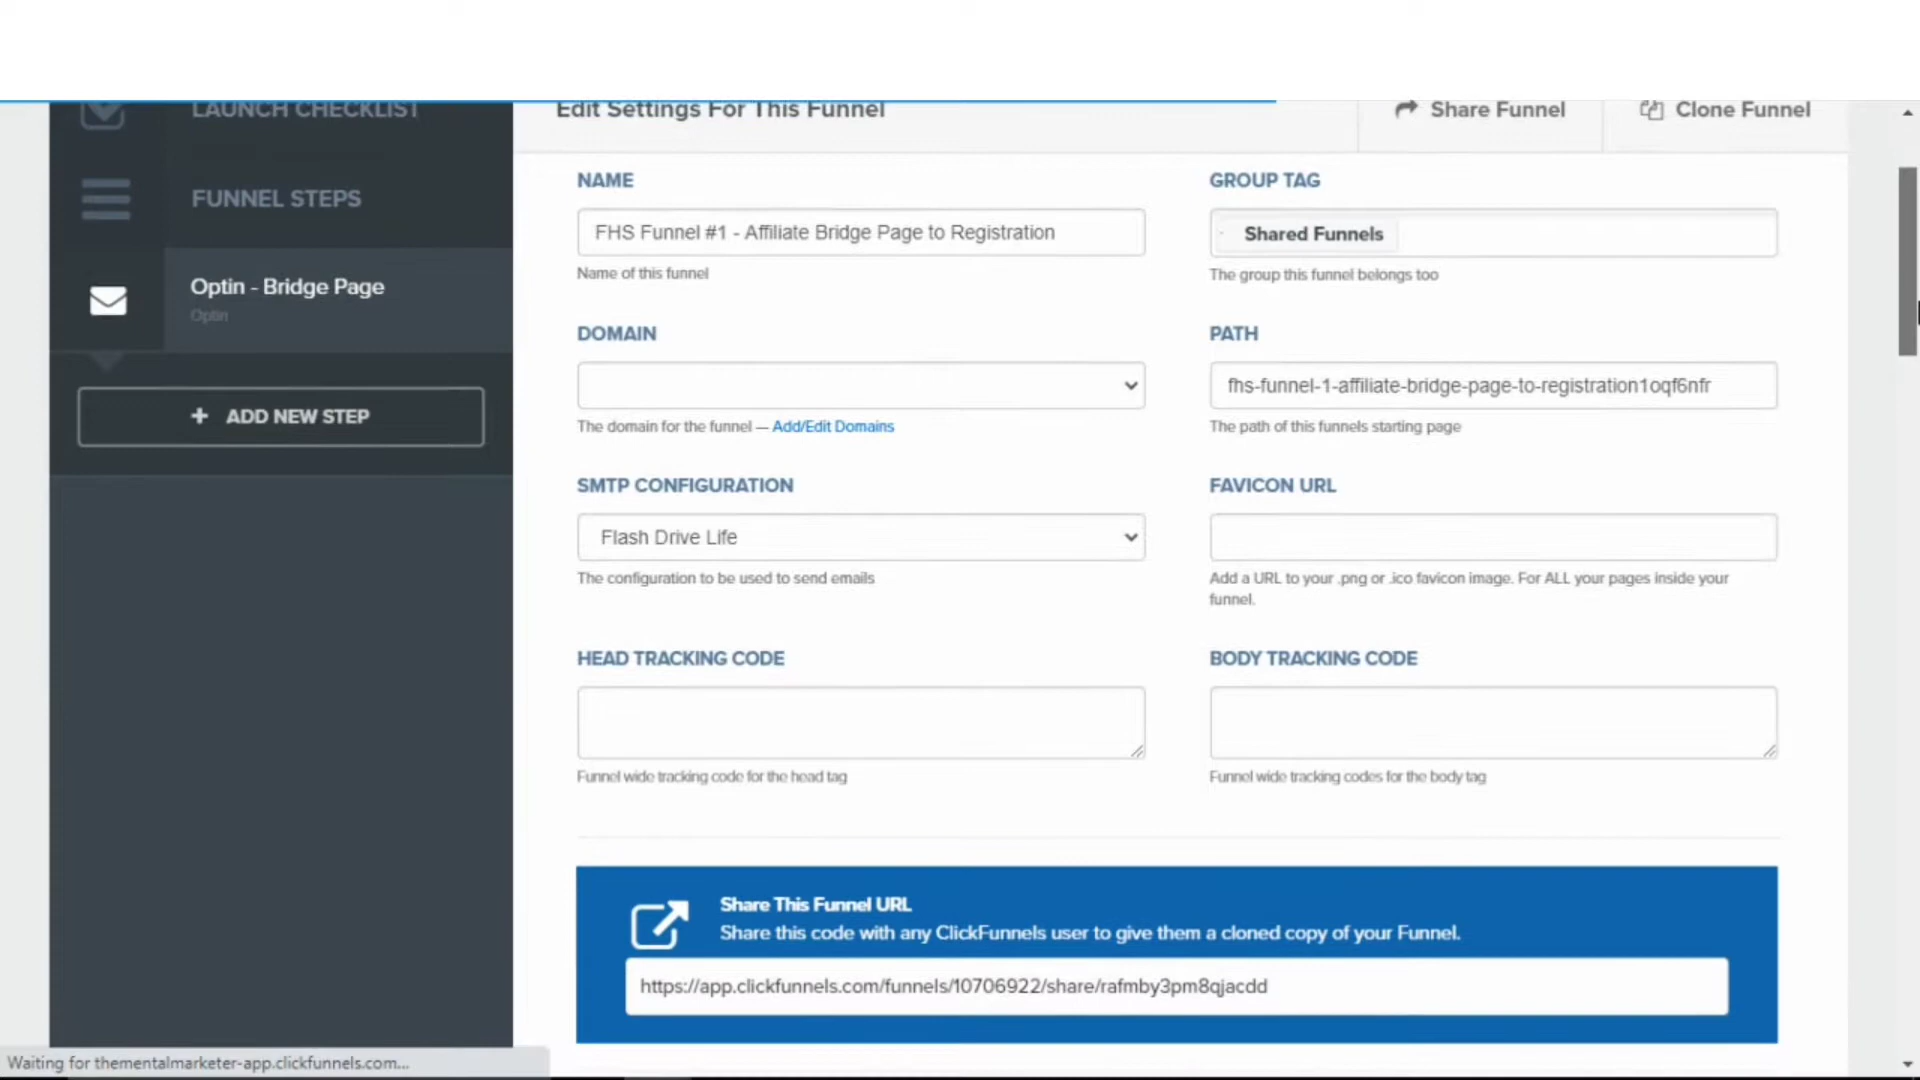 LAUNCH CHECKLIST
Edit Settings For This Funnel
Share Funnel
Clone Funnel
FUNNEL STEPS
Optin - Bridge Page
Optin
+ ADD NEW STEP
NAME
FHS Funnel #1 - Affiliate Bridge Page to Registration
Name of this funnel
GROUP TAG
Shared Funnels
The group this funnel belongs too
DOMAIN
The domain for the funnel — Add/Edit Domains
PATH
fhs-funnel-1-affiliate-bridge-page-to-registration1oqf6nfr
The path of this funnels starting page
SMTP CONFIGURATION
Flash Drive Life
The configuration to be used to send emails
FAVICON URL
Add a URL to your .png or .ico favicon image. For ALL your pages inside your
funnel.
HEAD TRACKING CODE
Funnel wide tracking code for the head tag
BODY TRACKING CODE
Funnel wide tracking codes for the body tag
Share This Funnel URL
Share this code with any ClickFunnels user to give them a cloned copy of your Funnel.
https://app.clickfunnels.com/funnels/10706922/share/rafmby3pm8qjacdd
Waiting for thementalmarketer-app.clickfunnels.com...